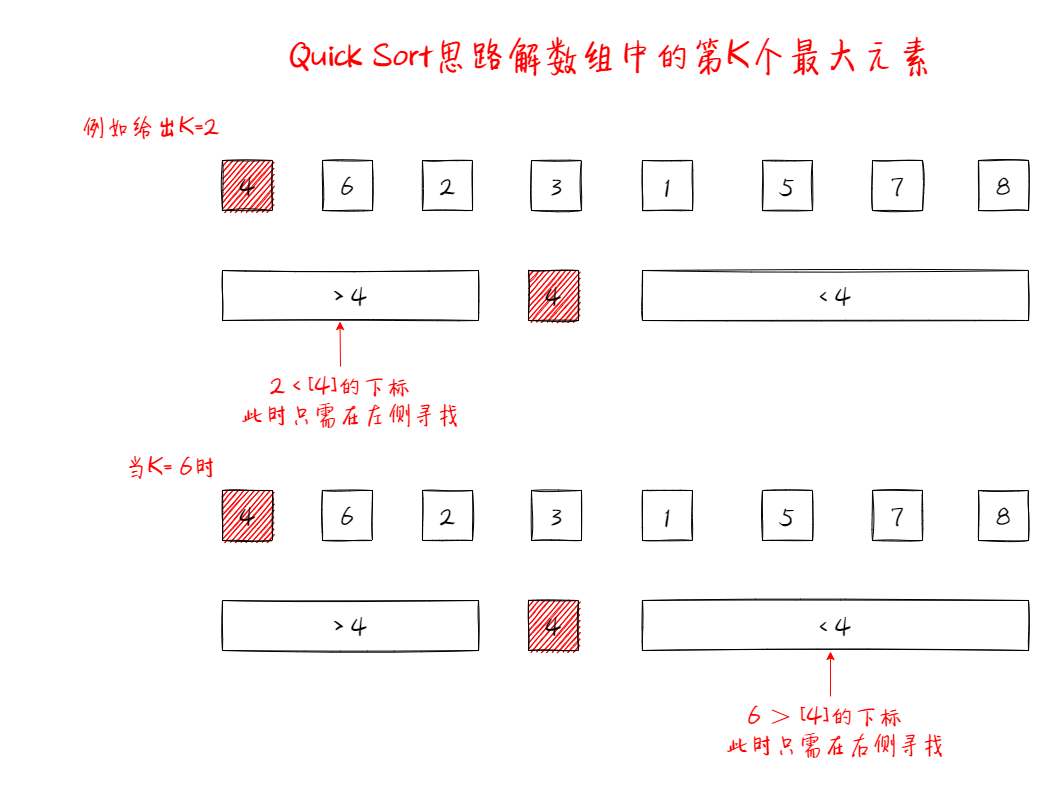 Quick Sort思路解数组中的第K个最大元素
例如给出K=2
4 6 2 3 1 5 7 8
> 4 4 < 4
2 < [4]的下标
此时只需在左侧寻找
当K= 6时
4 6 2 3 1 5 7 8
> 4 4 < 4
6 > [4]的下标
此时只需在右侧寻找